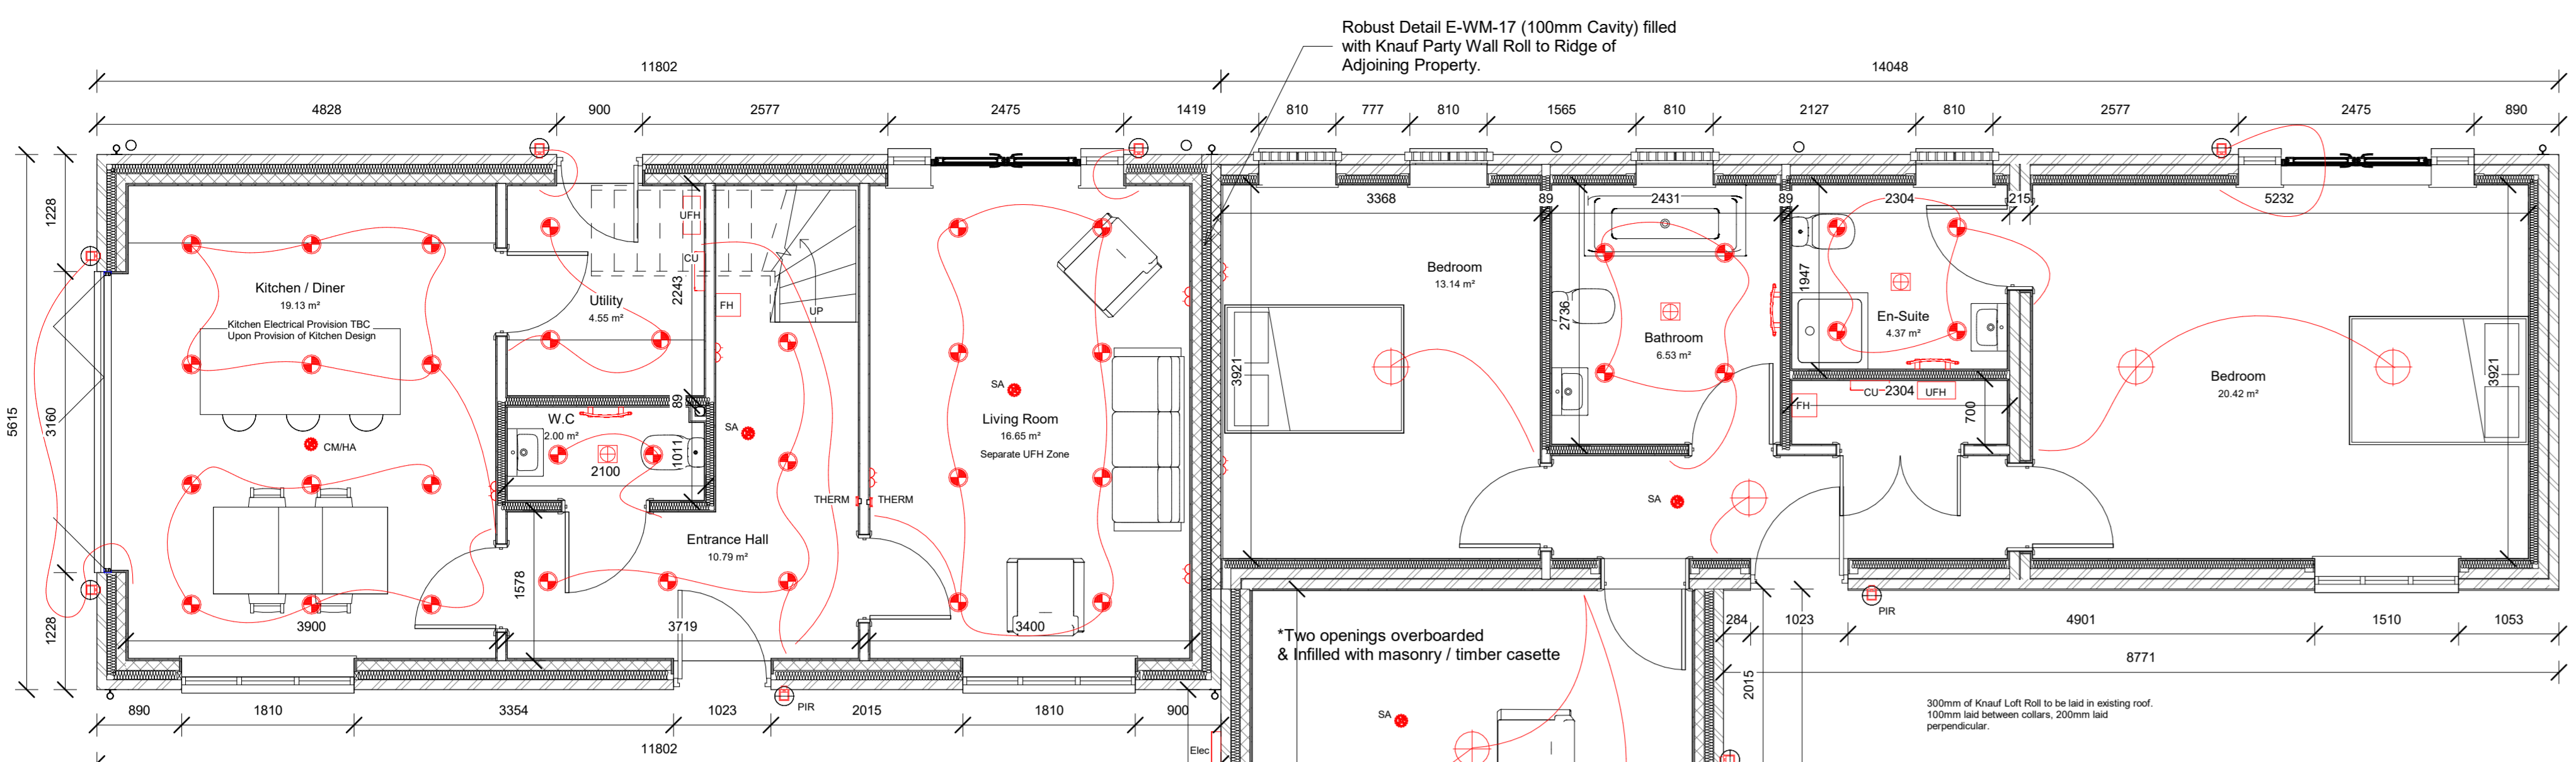 Robust Detail E-WM-17 (100mm Cavity) filled
with Knauf Party Wall Roll to Ridge of
Adjoining Property.
11802
14048
4828
900
2577
2475
1419
810
777
810
1565
810
2127
810
2577
2475
890
5615
1228
3160
1228
Kitchen / Diner
19.13 m²
Kitchen Electrical Provision TBC
Upon Provision of Kitchen Design
CM/HA
3900
Utility
4.55 m²
UFH
CU
2243
FH
UP
W.C
2.00 m²
89
1011
2100
SA
THERM
THERM
Entrance Hall
10.79 m²
1578
3719
PIR
SA
Living Room
16.65 m²
Separate UFH Zone
3400
3368
89
2431
89
2304
215
5232
Bedroom
13.14 m²
3921
2736
Bathroom
6.53 m²
1947
En-Suite
4.37 m²
CU
2304
UFH
FH
700
SA
Bedroom
20.42 m²
3921
PIR
284
1023
4901
1510
1053
8771
2015
*Two openings overboarded
& Infilled with masonry / timber casette
SA
Elec
300mm of Knauf Loft Roll to be laid in existing roof.
100mm laid between collars, 200mm laid
perpendicular.
890
1810
3354
1023
2015
1810
900
11802